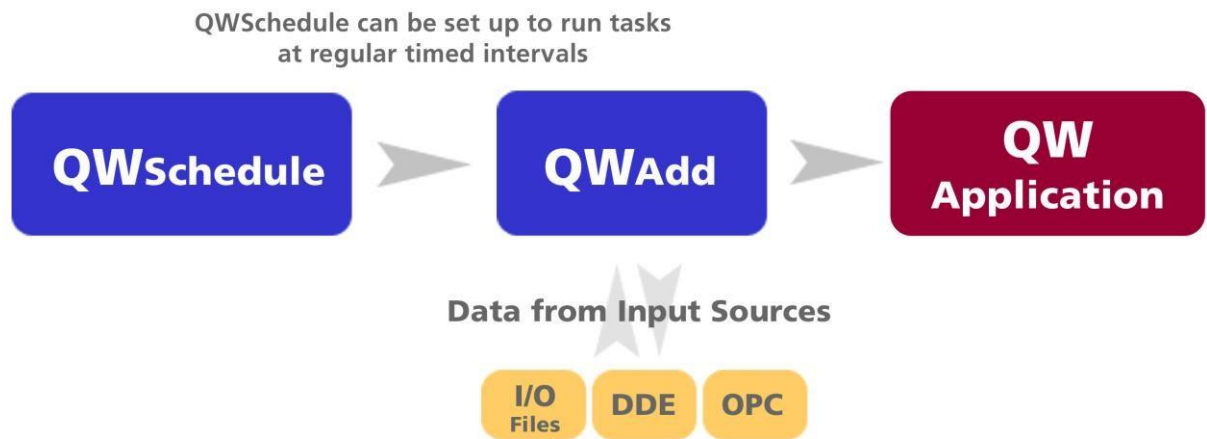 QWSchedule can be set up to run tasks
at regular timed intervals
QWSchedule
QWAdd
QW
Application
Data from Input Sources
I/O
Files
DDE
OPC